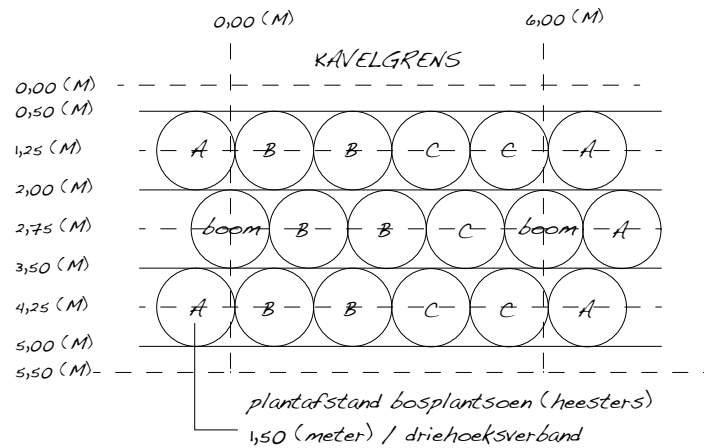 0,00 (M) 6,00 (M)
KAVELGRENS
0,00 (M)
0,50 (M)
1,25 (M) A B B C C A
2,00 (M)
2,75 (M) boom B B C boom A
3,50 (M)
4,25 (M) A B B C C A
5,00 (M)
5,50 (M)
plantafstand bosplantsoen (heesters)
1,50 (meter) / driehoeksverband